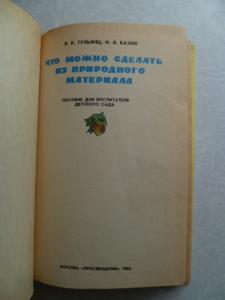 Э. К. ГУЛЬЯНЦ, И. Я. БАЗИК
ЧТО МОЖНО СДЕЛАТЬ
ИЗ ПРИРОДНОГО
МАТЕРИАЛА
ПОСОБИЕ ДЛЯ ВОСПИТАТЕЛЯ
ДЕТСКОГО САДА
МОСКВА «ПРОСВЕЩЕНИЕ» 1984